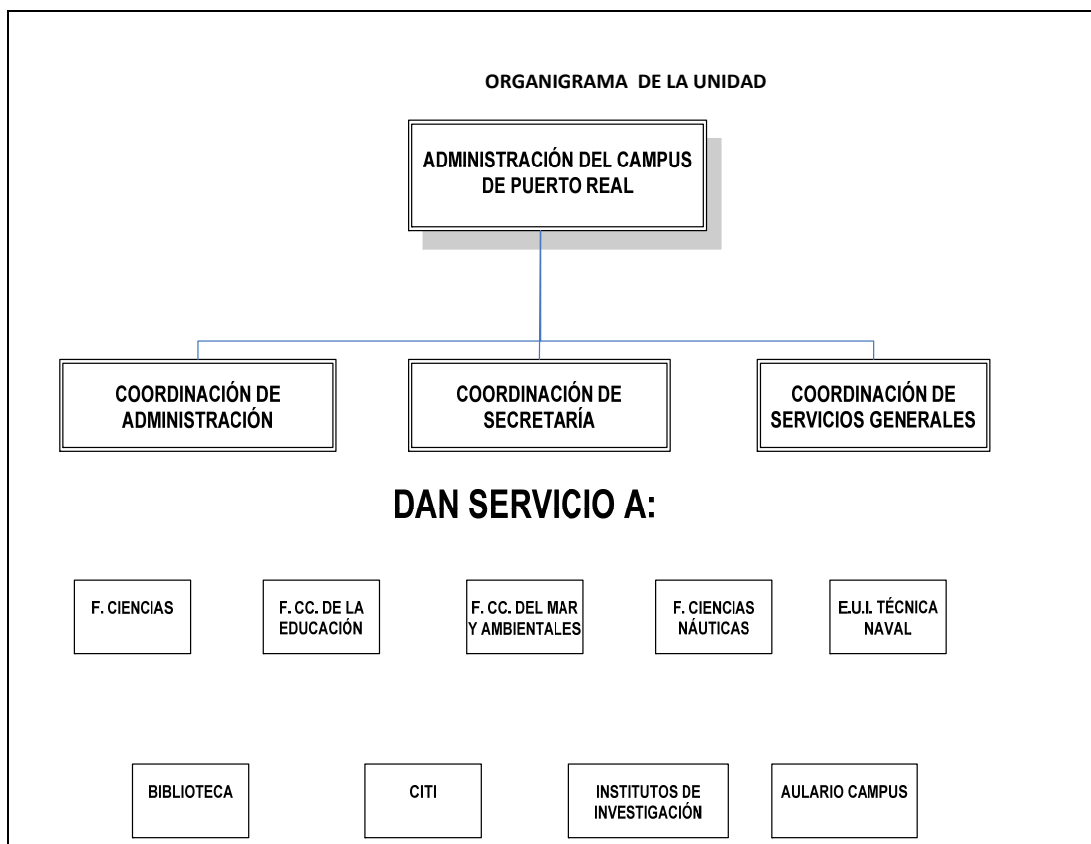 ORGANIGRAMA DE LA UNIDAD
ADMINISTRACIÓN DEL CAMPUS
DE PUERTO REAL
COORDINACIÓN DE
ADMINISTRACIÓN
COORDINACIÓN DE
SECRETARÍA
COORDINACIÓN DE
SERVICIOS GENERALES
DAN SERVICIO A:
F. CIENCIAS
F. CC. DE LA
EDUCACIÓN
F. CC. DEL MAR
Y AMBIENTALES
F. CIENCIAS
NÁUTICAS
E.U.I. TÉCNICA
NAVAL
BIBLIOTECA
CITI
INSTITUTOS DE
INVESTIGACIÓN
AULARIO CAMPUS